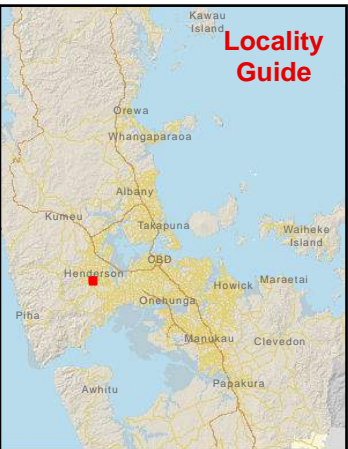 Kawau
Island
Locality
Guide
Orewa
Whangaparaoa
Albany
Kumeu
Takapuna
Waiheke
Island
CBD
Henderson
Howick
Maraetai
Onehunga
Piha
Manukau
Clevedon
Papakura
Awhitu